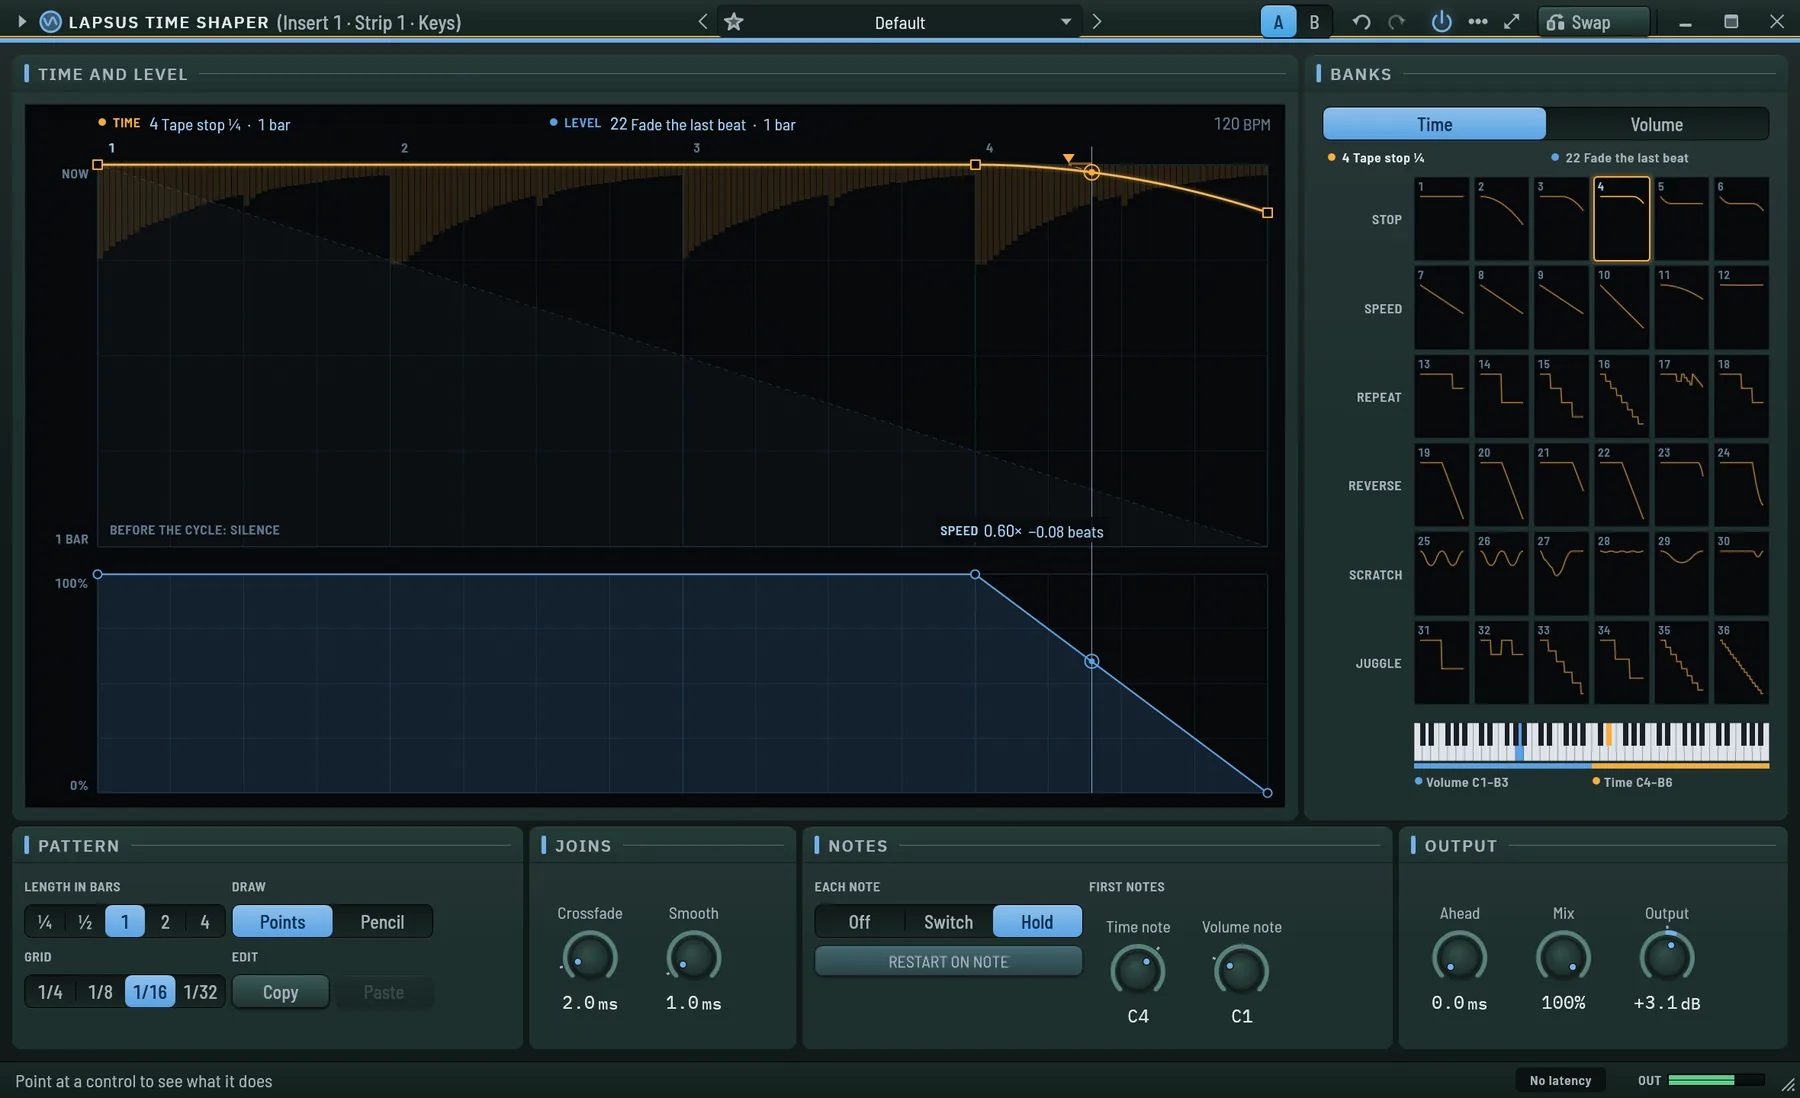 LAPSUS TIME SHAPER (Insert 1 · Strip 1 · Keys)
Default
A B
Swap
TIME AND LEVEL
TIME 4 Tape stop ¼ · 1 bar
LEVEL 22 Fade the last beat · 1 bar
120 BPM
1 2 3 4
NOW
BEFORE THE CYCLE: SILENCE
SPEED 0.60× −0.08 beats
1 BAR
100%
0%
BANKS
Time Volume
4 Tape stop ¼
22 Fade the last beat
STOP 1 2 3 4 5 6
SPEED 7 8 9 10 11 12
REPEAT 13 14 15 16 17 18
REVERSE 19 20 21 22 23 24
SCRATCH 25 26 27 28 29 30
JUGGLE 31 32 33 34 35 36
Volume C1–B3
Time C4–B6
PATTERN
LENGTH IN BARS DRAW
¼ ½ 1 2 4 Points Pencil
GRID EDIT
1/4 1/8 1/16 1/32 Copy Paste
JOINS
Crossfade Smooth
2.0 ms 1.0 ms
NOTES
EACH NOTE FIRST NOTES
Off Switch Hold
RESTART ON NOTE
Time note Volume note
C4 C1
OUTPUT
Ahead Mix Output
0.0 ms 100% +3.1 dB
Point at a control to see what it does
No latency
OUT